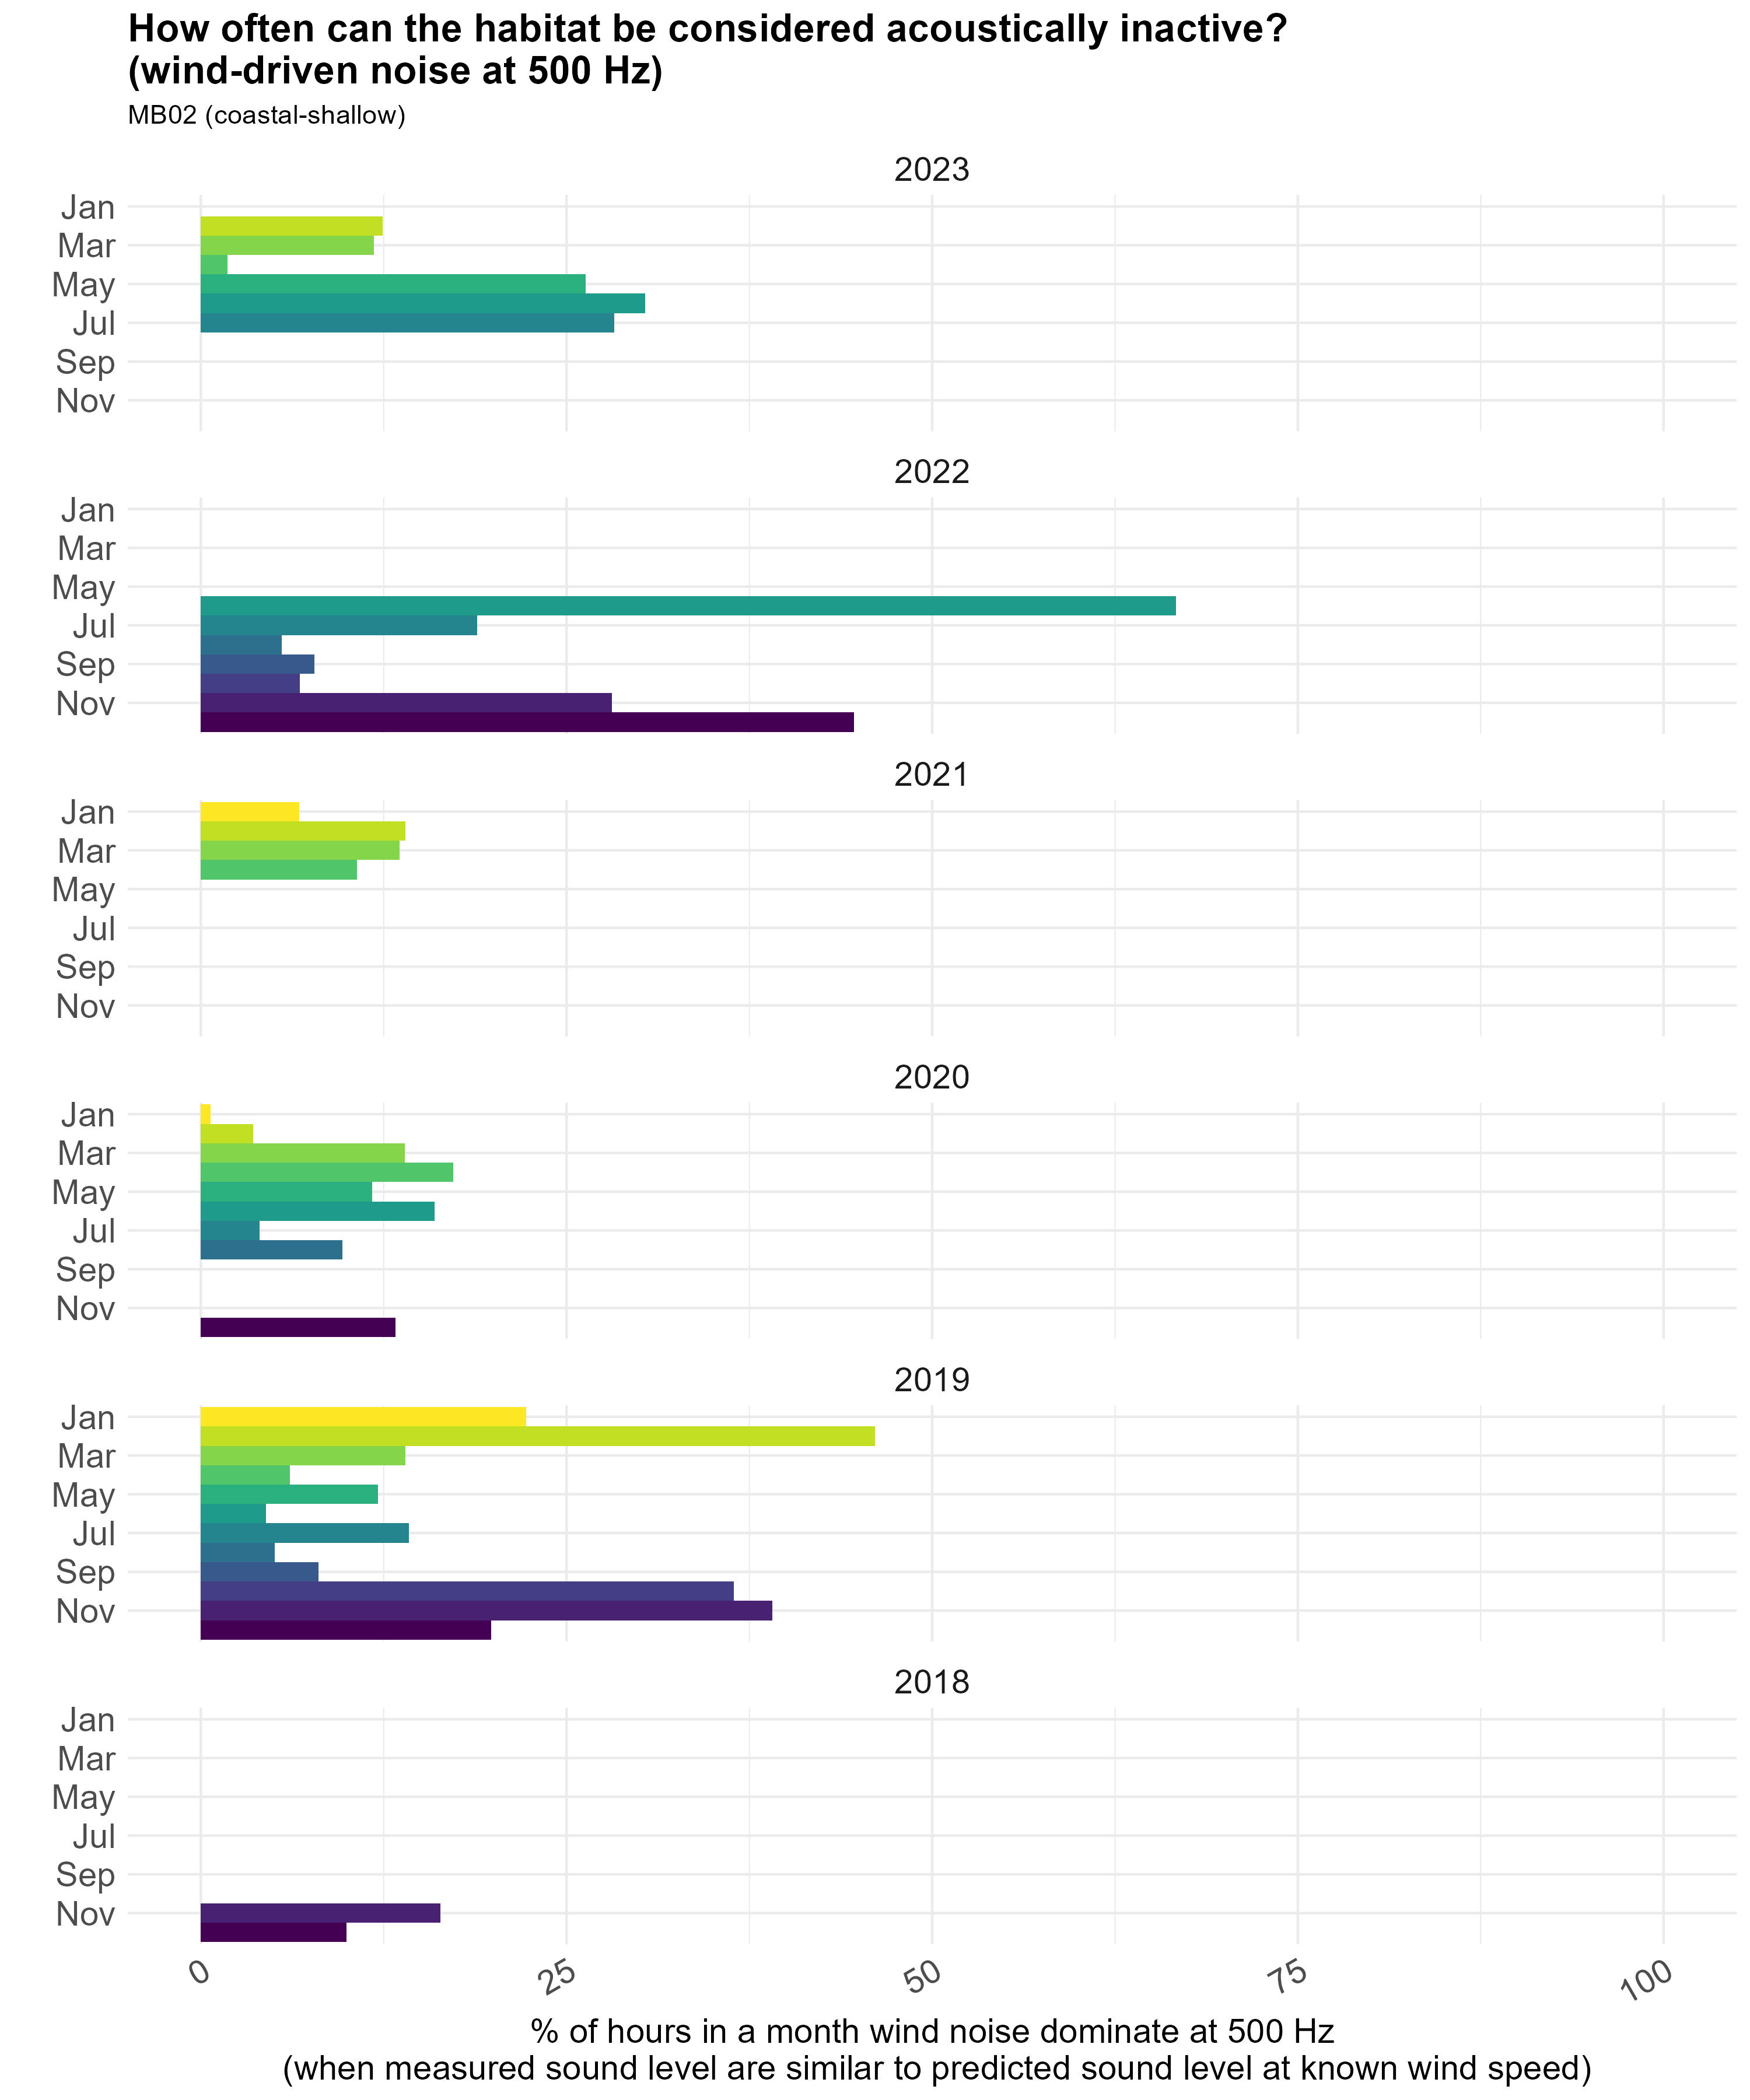 How often can the habitat be considered acoustically inactive?
(wind-driven noise at 500 Hz)
MB02 (coastal-shallow)
2023
Jan
Mar
May
Jul
Sep
Nov
2022
Jan
Mar
May
Jul
Sep
Nov
2021
Jan
Mar
May
Jul
Sep
Nov
2020
Jan
Mar
May
Jul
Sep
Nov
2019
Jan
Mar
May
Jul
Sep
Nov
2018
Jan
Mar
May
Jul
Sep
Nov
0 25 50 75 100
% of hours in a month wind noise dominate at 500 Hz
(when measured sound level are similar to predicted sound level at known wind speed)